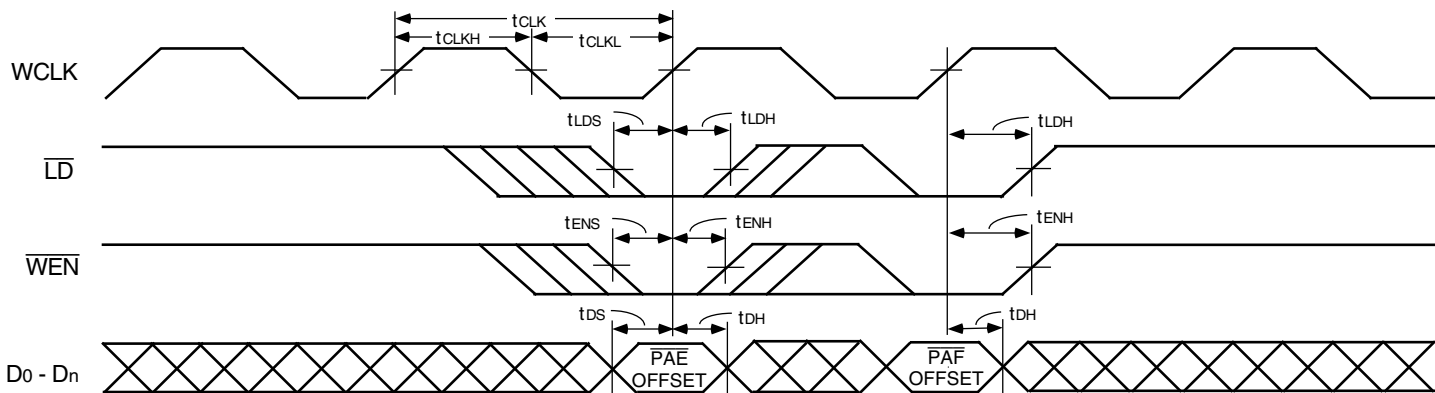 tCLK
tCLKH
tCLKL
WCLK
tLDS
tLDH
tLDH
LD
tENS
tENH
tENH
WEN
tDS
tDH
tDH
D0 - Dn
PAE
OFFSET
PAF
OFFSET